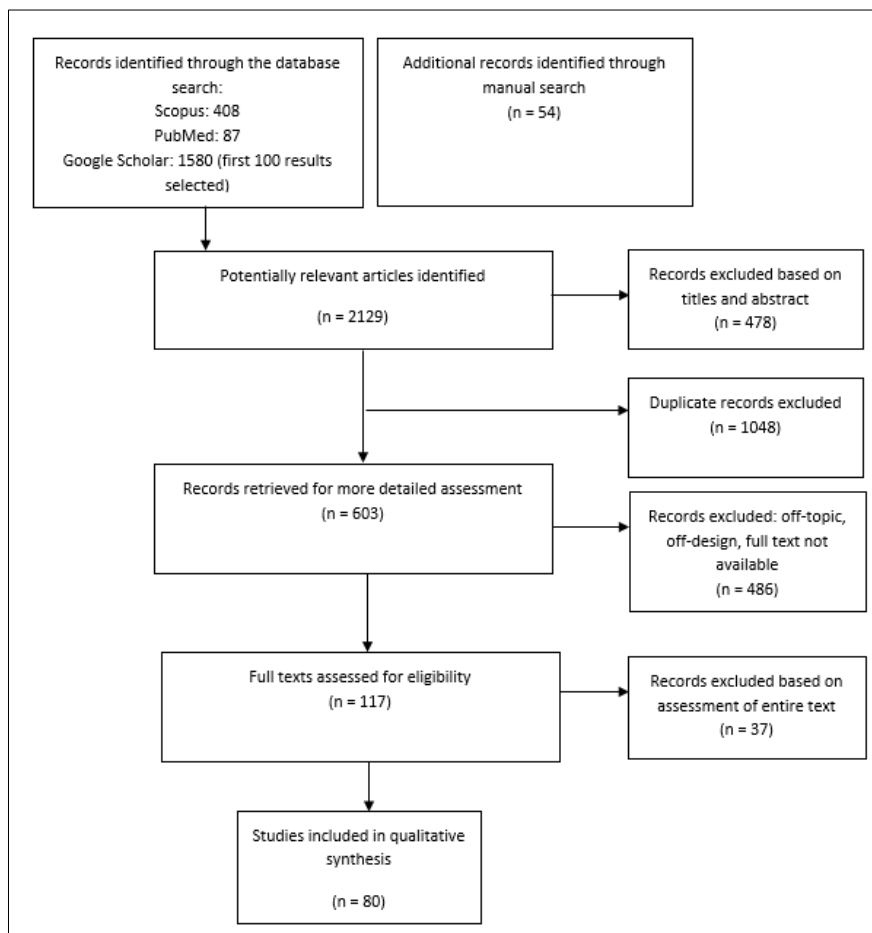 Records identified through the database
search:
Scopus: 408
PubMed: 87
Google Scholar: 1580 (first 100 results
selected)
Additional records identified through
manual search
(n = 54)
Potentially relevant articles identified
(n = 2129)
Records excluded based on
titles and abstract
(n = 478)
Duplicate records excluded
(n = 1048)
Records retrieved for more detailed assessment
(n = 603)
Records excluded: off-topic,
off-design, full text not
available
(n = 486)
Full texts assessed for eligibility
(n = 117)
Records excluded based on
assessment of entire text
(n = 37)
Studies included in qualitative
synthesis
(n = 80)